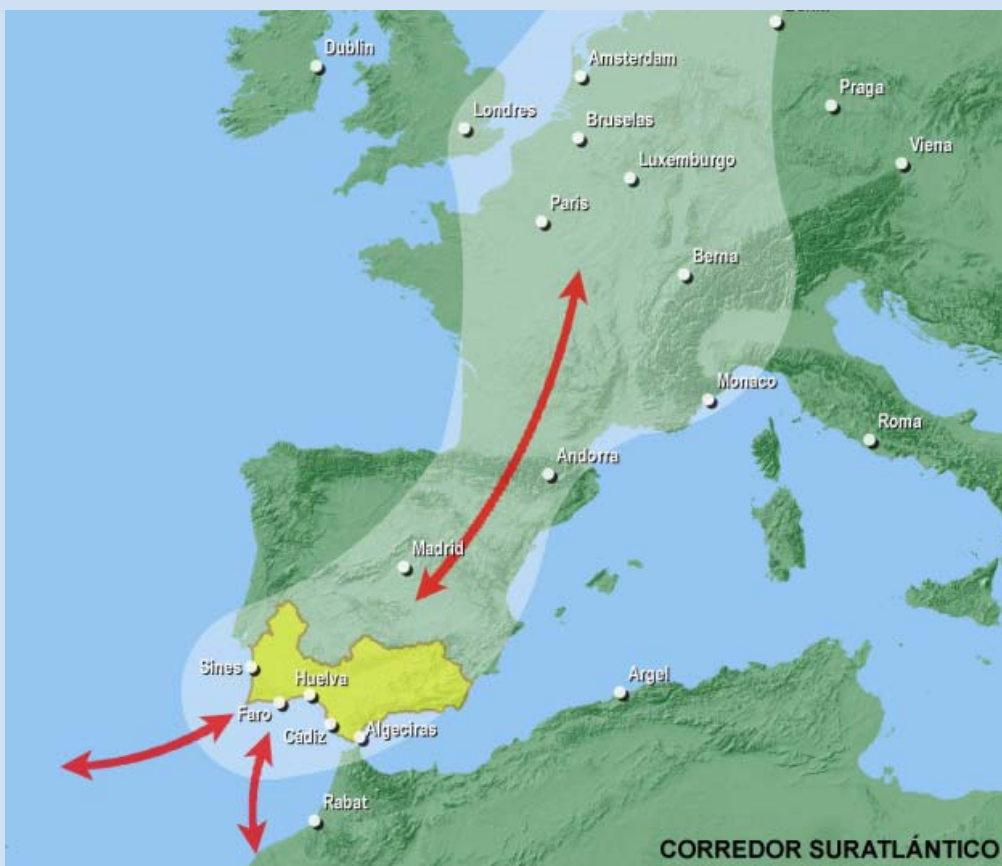 Dublin
Amsterdam
Praga
Londres
Bruselas
Viena
Luxemburgo
Paris
Berna
Monaco
Roma
Andorra
Madrid
Sines
Huelva
Argel
Faro
Cádiz
Algeciras
Rabat
CORREDOR SURATLÁNTICO